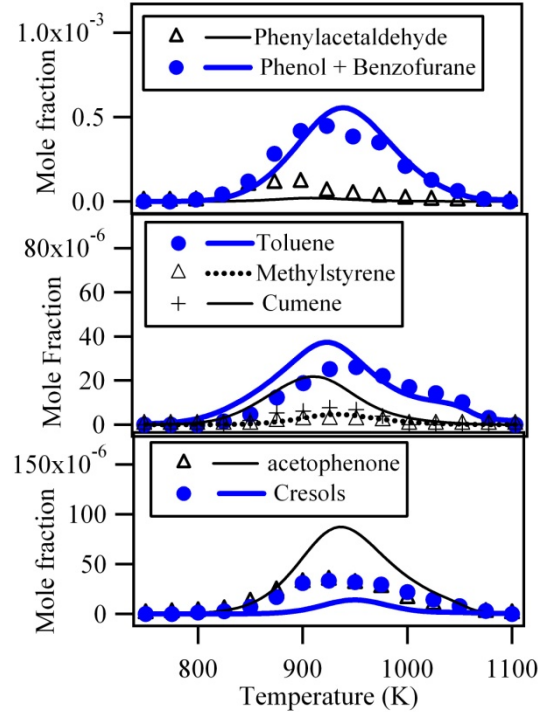 1.0x10-3
Phenylacetaldehyde
Phenol + Benzofurane
Mole fraction
0.5
0.0
80x10-6
Toluene
Methylstyrene
Cumene
Mole Fraction
60
40
20
0
150x10-6
acetophenone
Cresols
Mole fraction
100
50
0
800 900 1000 1100
Temperature (K)